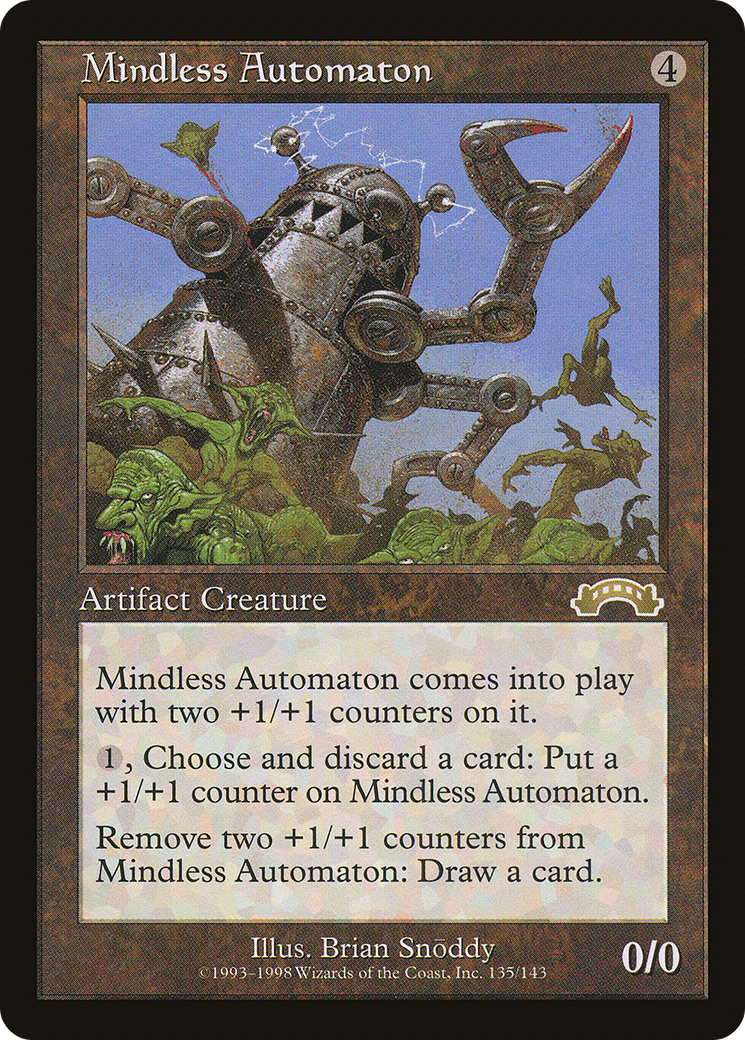 Mindless Automaton
4
Artifact Creature
Mindless Automaton comes into play
with two +1/+1 counters on it.
1, Choose and discard a card: Put a
+1/+1 counter on Mindless Automaton.
Remove two +1/+1 counters from
Mindless Automaton: Draw a card.
Illus. Brian Snōddy
©1993–1998 Wizards of the Coast, Inc. 135/143
0/0